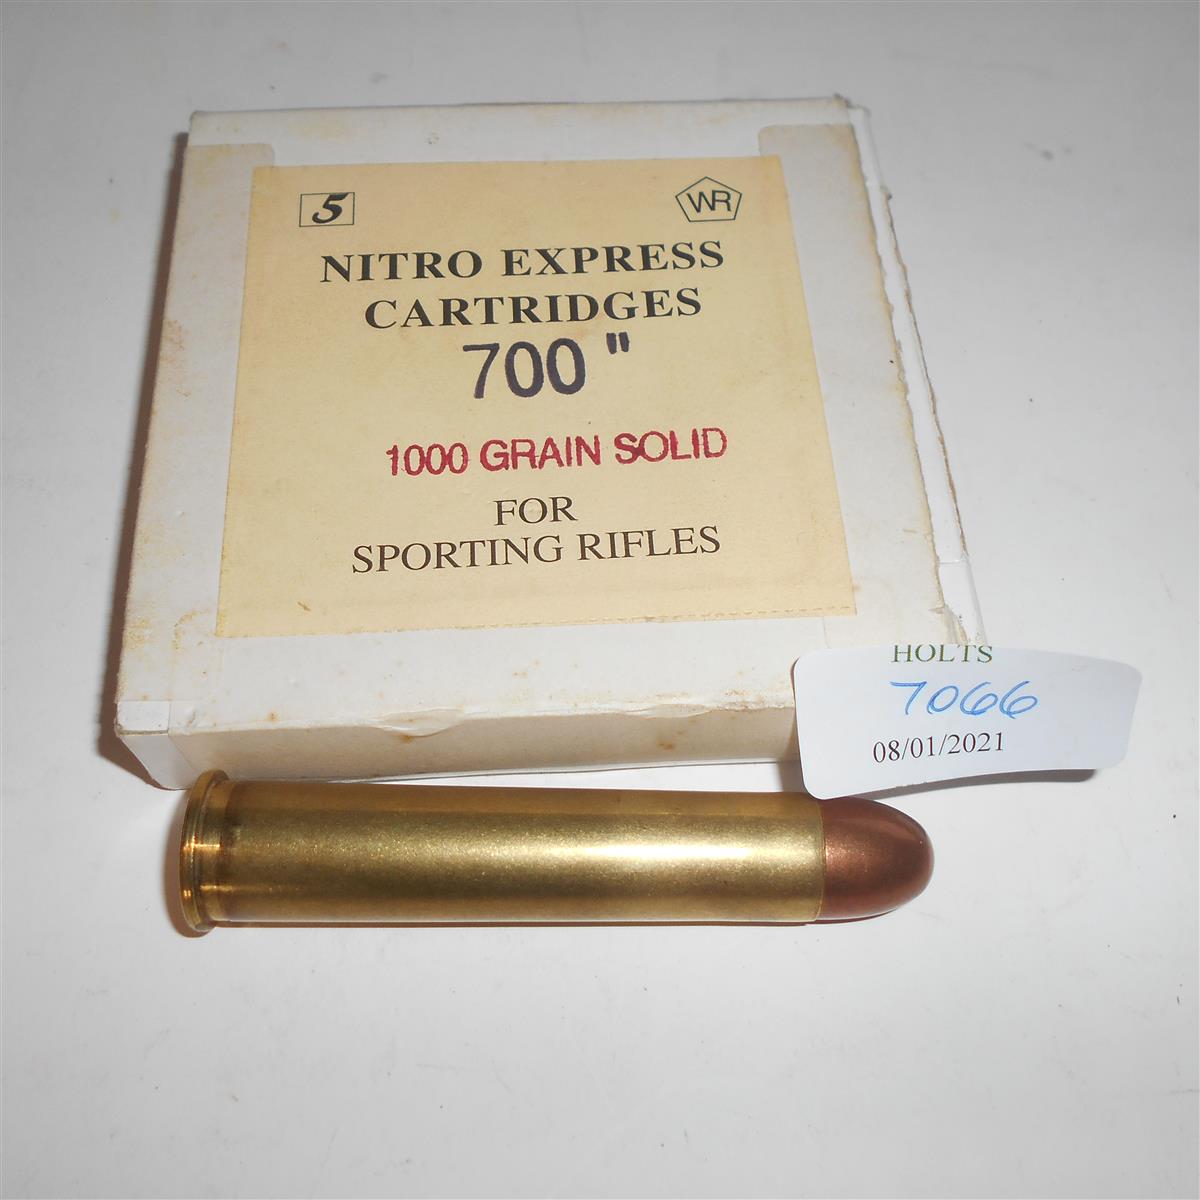 5
WR
NITRO EXPRESS
CARTRIDGES
700"
1000 GRAIN SOLID
FOR
SPORTING RIFLES
HOLTS
7066
08/01/2021